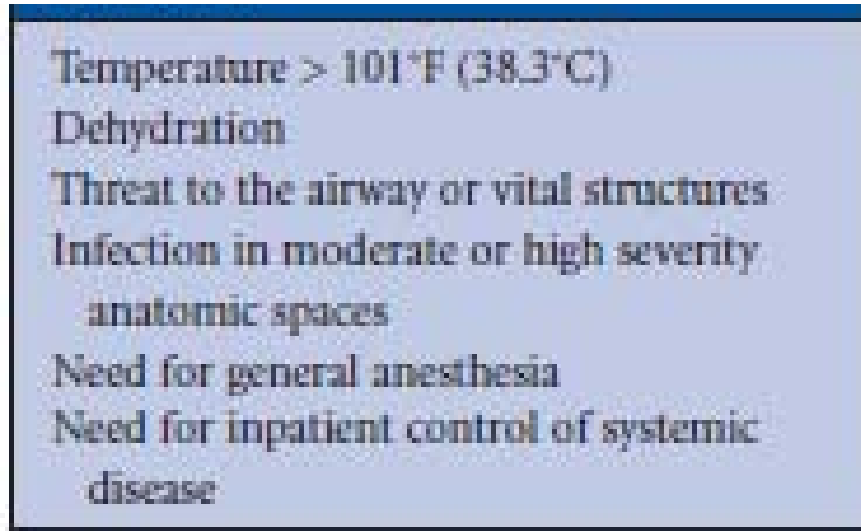 Temperature > 101°F (38.3°C)
Dehydration
Threat to the airway or vital structures
Infection in moderate or high severity
anatomic spaces
Need for general anesthesia
Need for inpatient control of systemic
disease